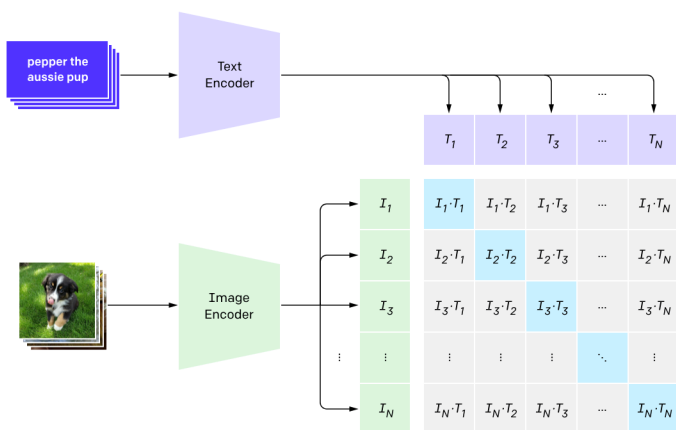 pepper the
aussie pup
Text
Encoder
...
T1 T2 T3 ... TN
I1 I1·T1 I1·T2 I1·T3 ... I1·TN
I2 I2·T1 I2·T2 I2·T3 ... I2·TN
Image
Encoder
I3 I3·T1 I3·T2 I3·T3 ... I3·TN
⋮ ⋮ ⋮ ⋮ ⋮ ⋱ ⋮
IN IN·T1 IN·T2 IN·T3 ... IN·TN